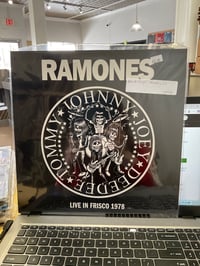 RAMONES
JOHNNY
JOEY
DEEDEE
TOMMY
LIVE IN FRISCO 1978